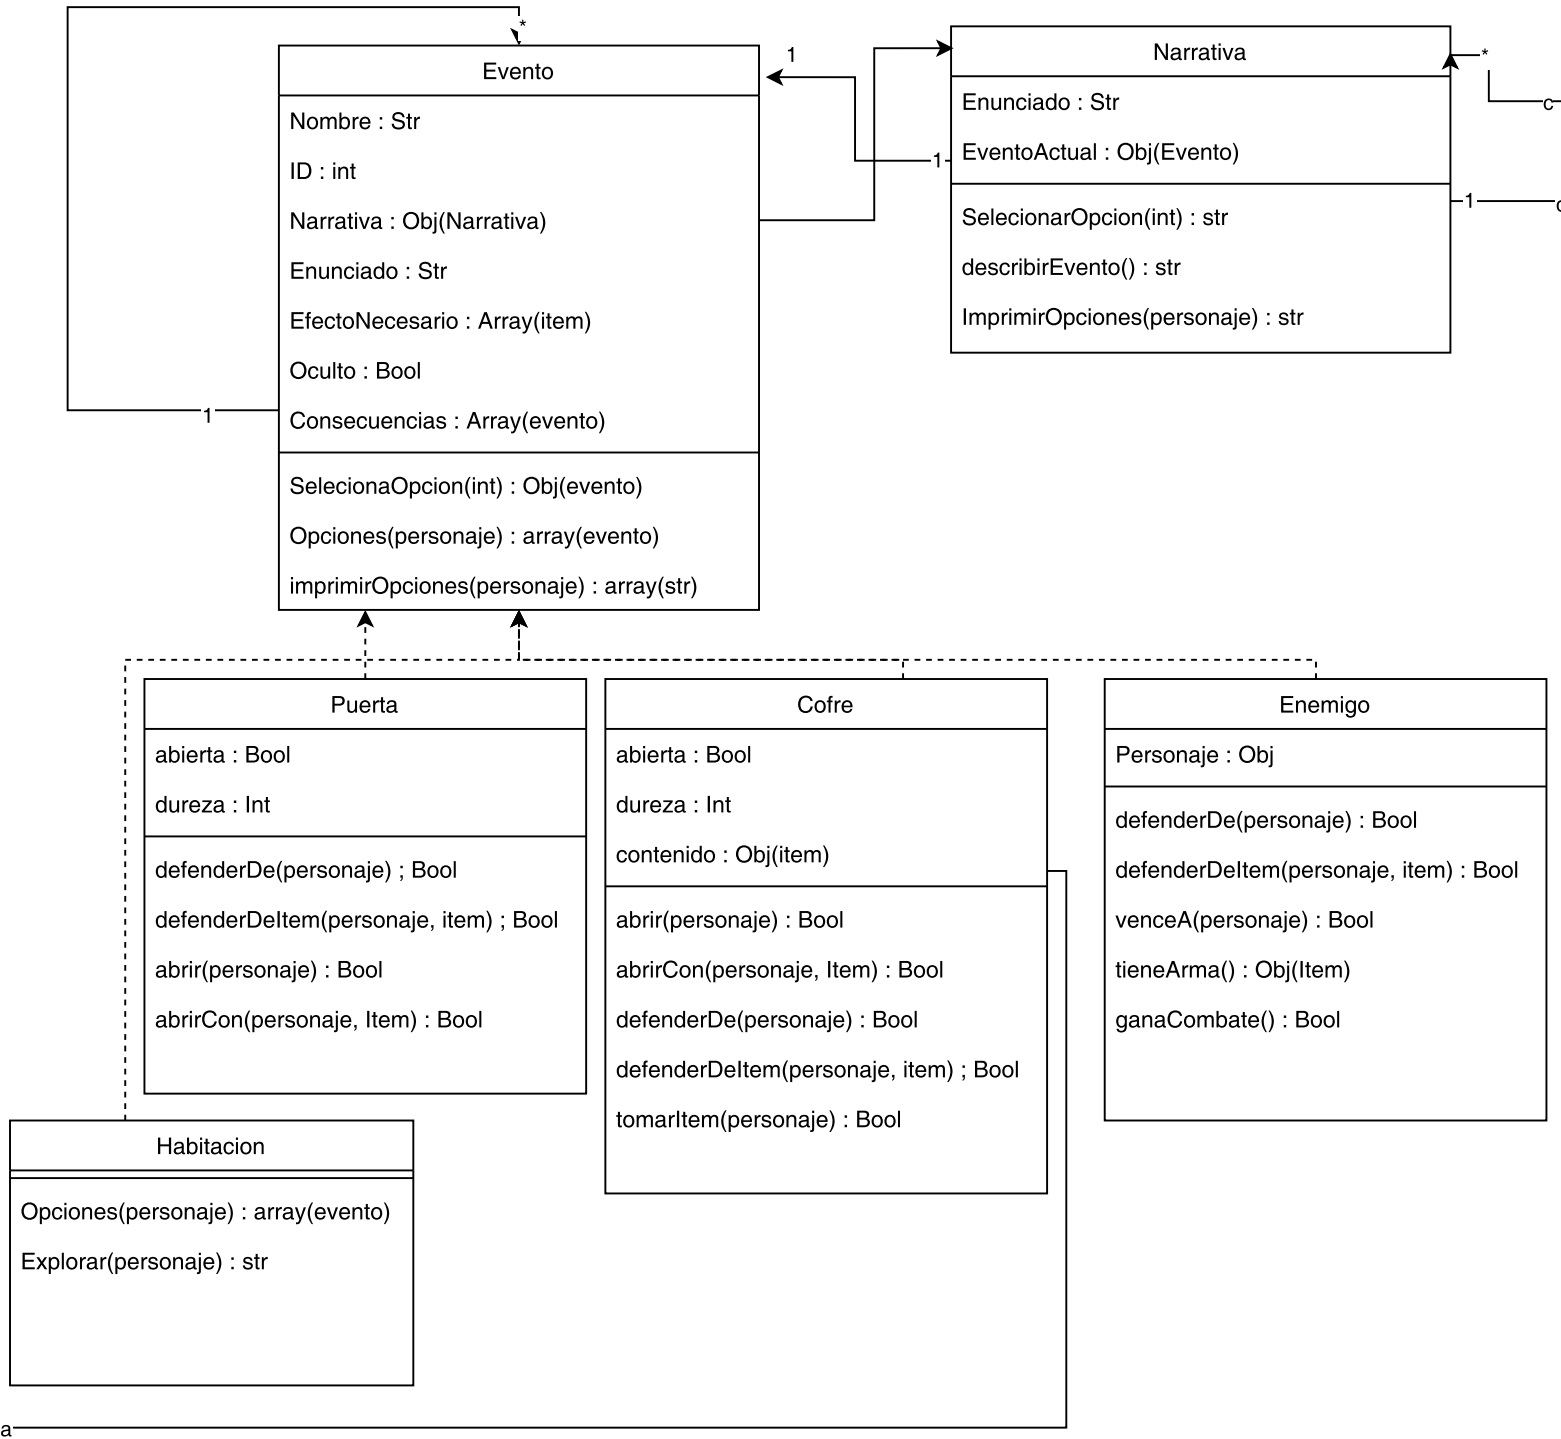 *
Evento
Nombre : Str
ID : int
Narrativa : Obj(Narrativa)
Enunciado : Str
EfectoNecesario : Array(item)
Oculto : Bool
Consecuencias : Array(evento)
SelecionaOpcion(int) : Obj(evento)
Opciones(personaje) : array(evento)
imprimirOpciones(personaje) : array(str)
1
1
1
Narrativa
Enunciado : Str
EventoActual : Obj(Evento)
SelecionarOpcion(int) : str
describirEvento() : str
ImprimirOpciones(personaje) : str
*
c
1
Puerta
abierta : Bool
dureza : Int
defenderDe(personaje) ; Bool
defenderDeItem(personaje, item) ; Bool
abrir(personaje) : Bool
abrirCon(personaje, Item) : Bool
Cofre
abierta : Bool
dureza : Int
contenido : Obj(item)
abrir(personaje) : Bool
abrirCon(personaje, Item) : Bool
defenderDe(personaje) : Bool
defenderDeItem(personaje, item) ; Bool
tomarItem(personaje) : Bool
Enemigo
Personaje : Obj
defenderDe(personaje) : Bool
defenderDeItem(personaje, item) : Bool
venceA(personaje) : Bool
tieneArma() : Obj(Item)
ganaCombate() : Bool
Habitacion
Opciones(personaje) : array(evento)
Explorar(personaje) : str
a